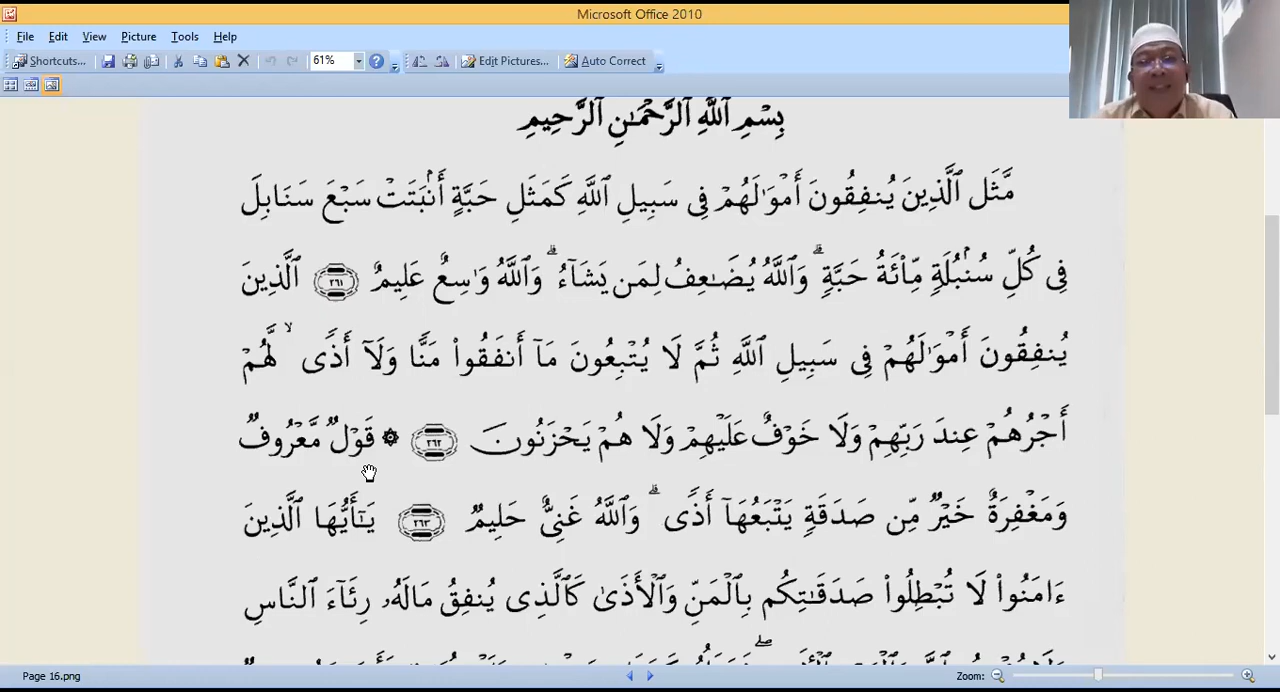 Microsoft Office 2010
File Edit View Picture Tools Help
Shortcuts... 61% Edit Pictures... Auto Correct
بِسْمِ ٱللَّهِ ٱلرَّحْمَـٰنِ ٱلرَّحِيمِ
مَّثَلُ ٱلَّذِينَ يُنفِقُونَ أَمْوَٰلَهُمْ فِى سَبِيلِ ٱللَّهِ كَمَثَلِ حَبَّةٍ أَنۢبَتَتْ سَبْعَ سَنَابِلَ
فِى كُلِّ سُنۢبُلَةٍ مِّا۟ئَةُ حَبَّةٍ ۗ وَٱللَّهُ يُضَـٰعِفُ لِمَن يَشَآءُ ۗ وَٱللَّهُ وَٰسِعٌ عَلِيمٌ ٢٦١ ٱلَّذِينَ
يُنفِقُونَ أَمْوَٰلَهُمْ فِى سَبِيلِ ٱللَّهِ ثُمَّ لَا يُتْبِعُونَ مَآ أَنفَقُوا۟ مَنًّا وَلَآ أَذًى ۙ لَّهُمْ
أَجْرُهُمْ عِندَ رَبِّهِمْ وَلَا خَوْفٌ عَلَيْهِمْ وَلَا هُمْ يَحْزَنُونَ ٢٦٢ ۞ قَوْلٌ مَّعْرُوفٌ
وَمَغْفِرَةٌ خَيْرٌ مِّن صَدَقَةٍ يَتْبَعُهَآ أَذًى ۗ وَٱللَّهُ غَنِىٌّ حَلِيمٌ ٢٦٣ يَـٰٓأَيُّهَا ٱلَّذِينَ
ءَامَنُوا۟ لَا تُبْطِلُوا۟ صَدَقَـٰتِكُم بِٱلْمَنِّ وَٱلْأَذَىٰ كَٱلَّذِى يُنفِقُ مَالَهُۥ رِئَآءَ ٱلنَّاسِ
Page 16.png Zoom: